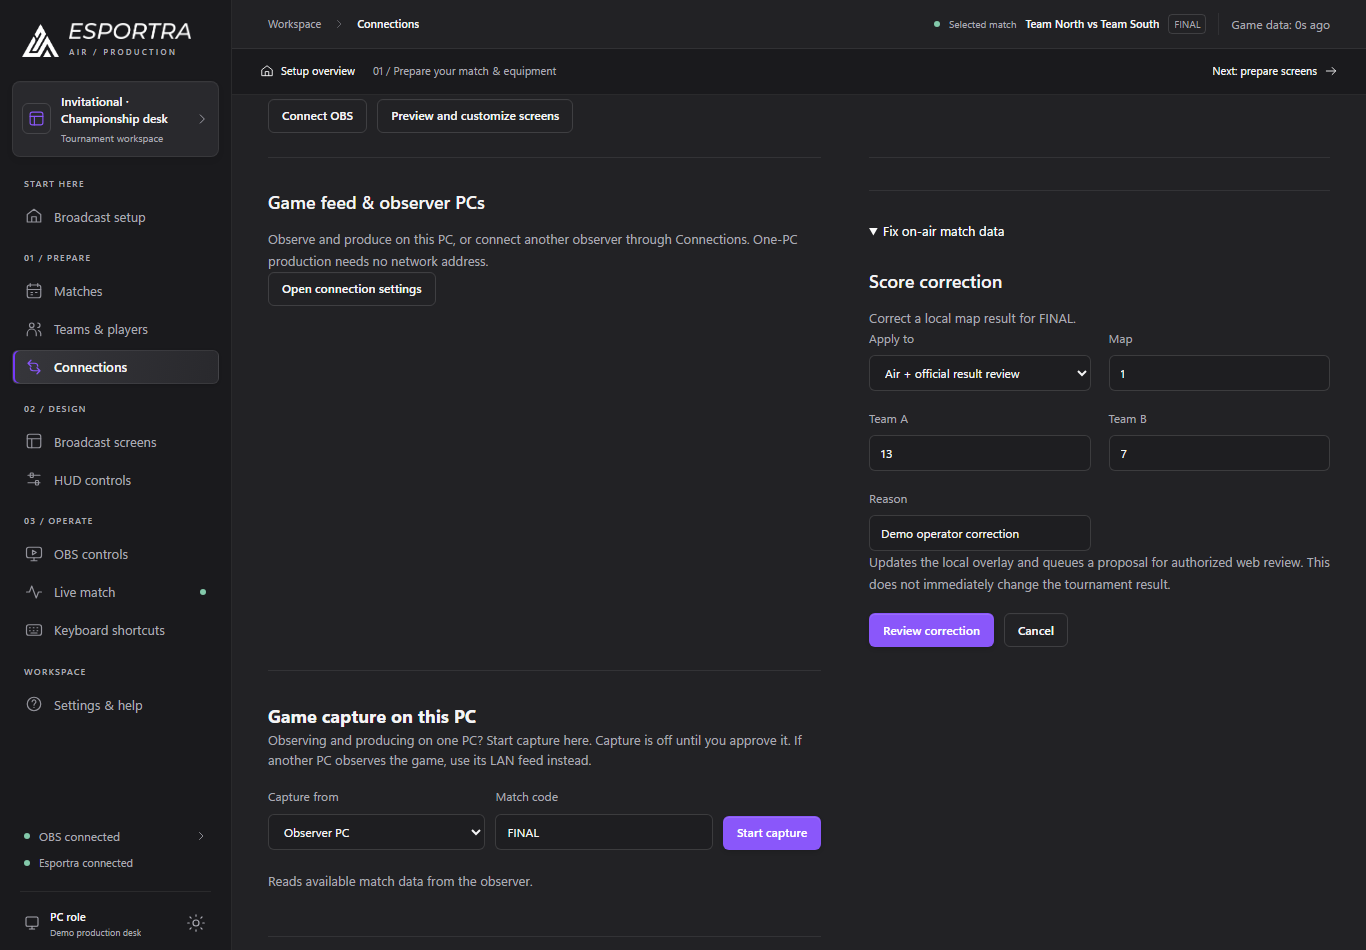 ESPORTRA
AIR / PRODUCTION
Invitational ·
Championship desk
Tournament workspace
START HERE
Broadcast setup
01 / PREPARE
Matches
Teams & players
Connections
02 / DESIGN
Broadcast screens
HUD controls
03 / OPERATE
OBS controls
Live match
Keyboard shortcuts
WORKSPACE
Settings & help
OBS connected
Esportra connected
PC role
Demo production desk
Workspace
Connections
Selected match Team North vs Team South FINAL
Game data: 0s ago
Setup overview
01 / Prepare your match & equipment
Next: prepare screens
Connect OBS
Preview and customize screens
Game feed & observer PCs
Observe and produce on this PC, or connect another observer through Connections. One-PC
production needs no network address.
Open connection settings
Game capture on this PC
Observing and producing on one PC? Start capture here. Capture is off until you approve it. If
another PC observes the game, use its LAN feed instead.
Capture from
Match code
Observer PC
FINAL
Start capture
Reads available match data from the observer.
Fix on-air match data
Score correction
Correct a local map result for FINAL.
Apply to
Map
Air + official result review
1
Team A
Team B
13
7
Reason
Demo operator correction
Updates the local overlay and queues a proposal for authorized web review. This
does not immediately change the tournament result.
Review correction
Cancel